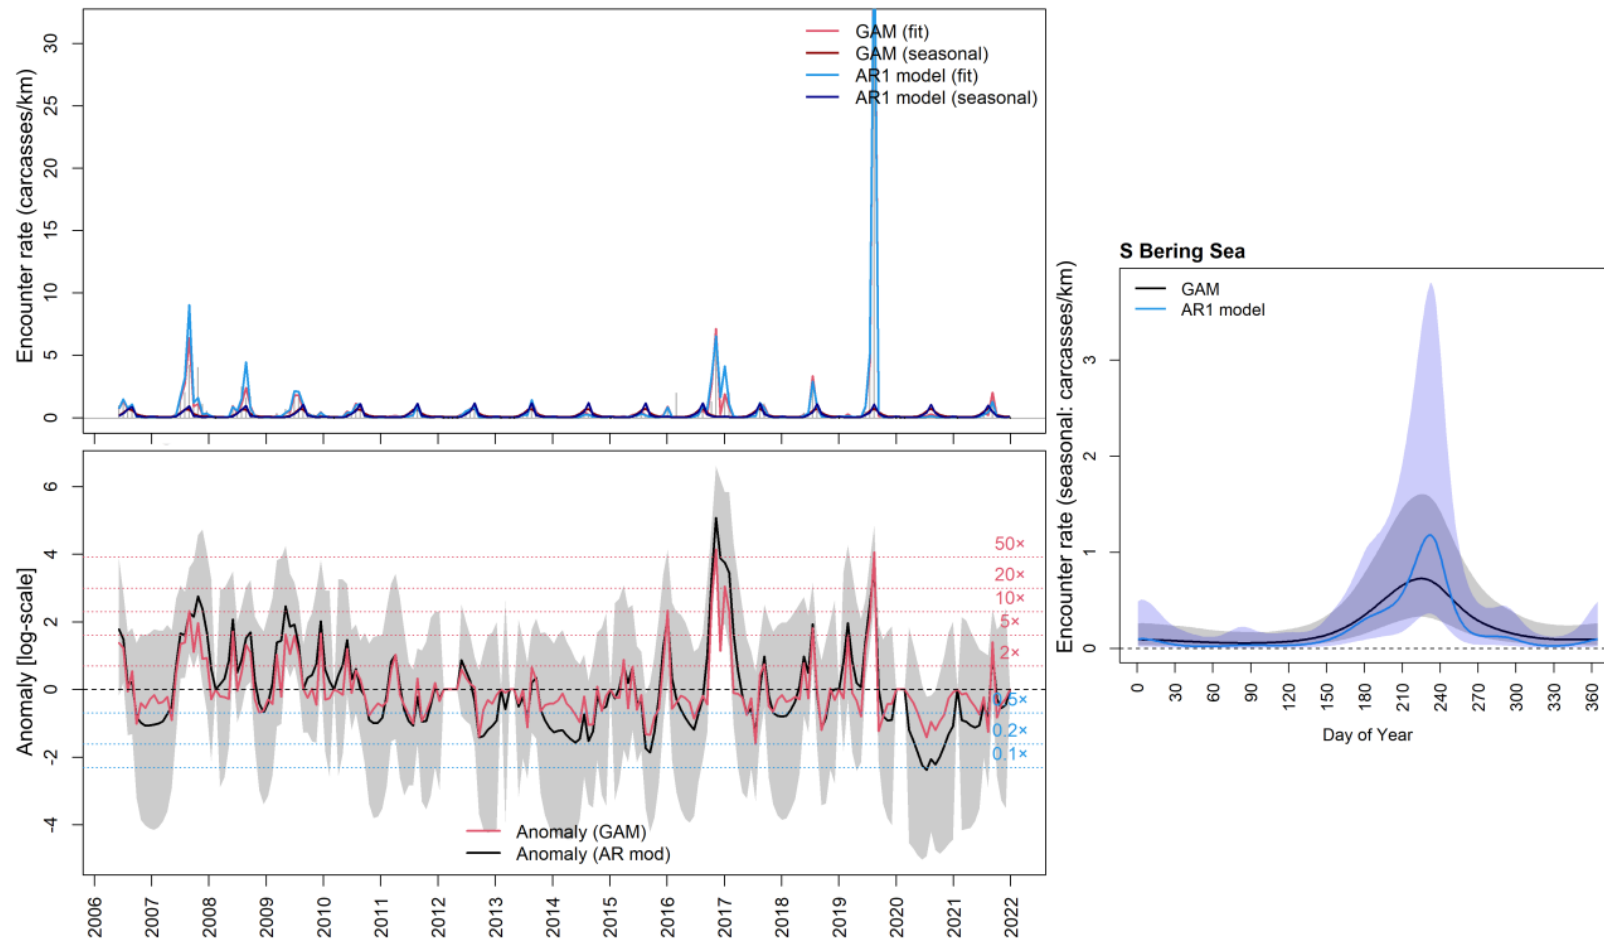 Encounter rate (carcasses/km)
30
25
20
15
10
5
0
GAM (fit)
GAM (seasonal)
AR1 model (fit)
AR1 model (seasonal)
2006 2007 2008 2009 2010 2011 2012 2013 2014 2015 2016 2017 2018 2019 2020 2021 2022
Anomaly [log-scale]
6
4
2
0
-2
-4
50×
20×
10×
5×
2×
0.5×
0.2×
0.1×
Anomaly (GAM)
Anomaly (AR mod)
S Bering Sea
Encounter rate (seasonal: carcasses/km)
3
2
1
0
GAM
AR1 model
0 30 60 90 120 150 180 210 240 270 300 330 360
Day of Year